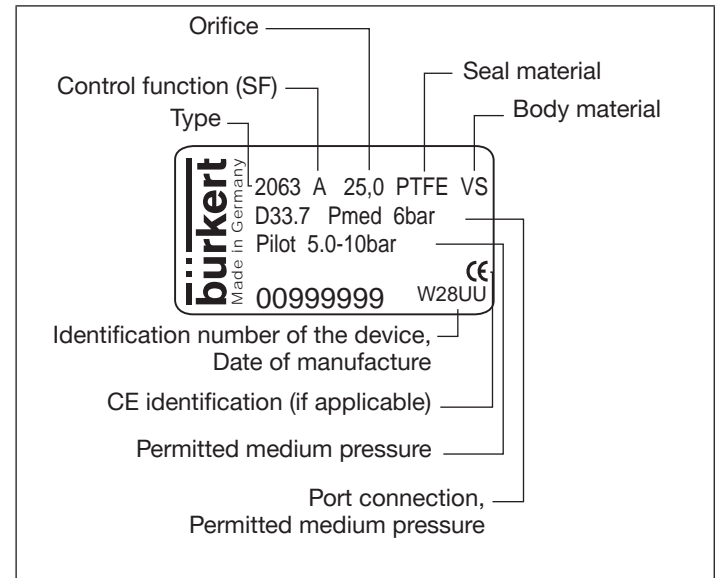 Orifice
Control function (SF)
Seal material
Type
Body material
bürkert
Made in Germany
2063 A 25,0 PTFE VS
D33.7 Pmed 6bar
Pilot 5.0-10bar
CE
00999999 W28UU
Identification number of the device,
Date of manufacture
CE identification (if applicable)
Permitted medium pressure
Port connection,
Permitted medium pressure